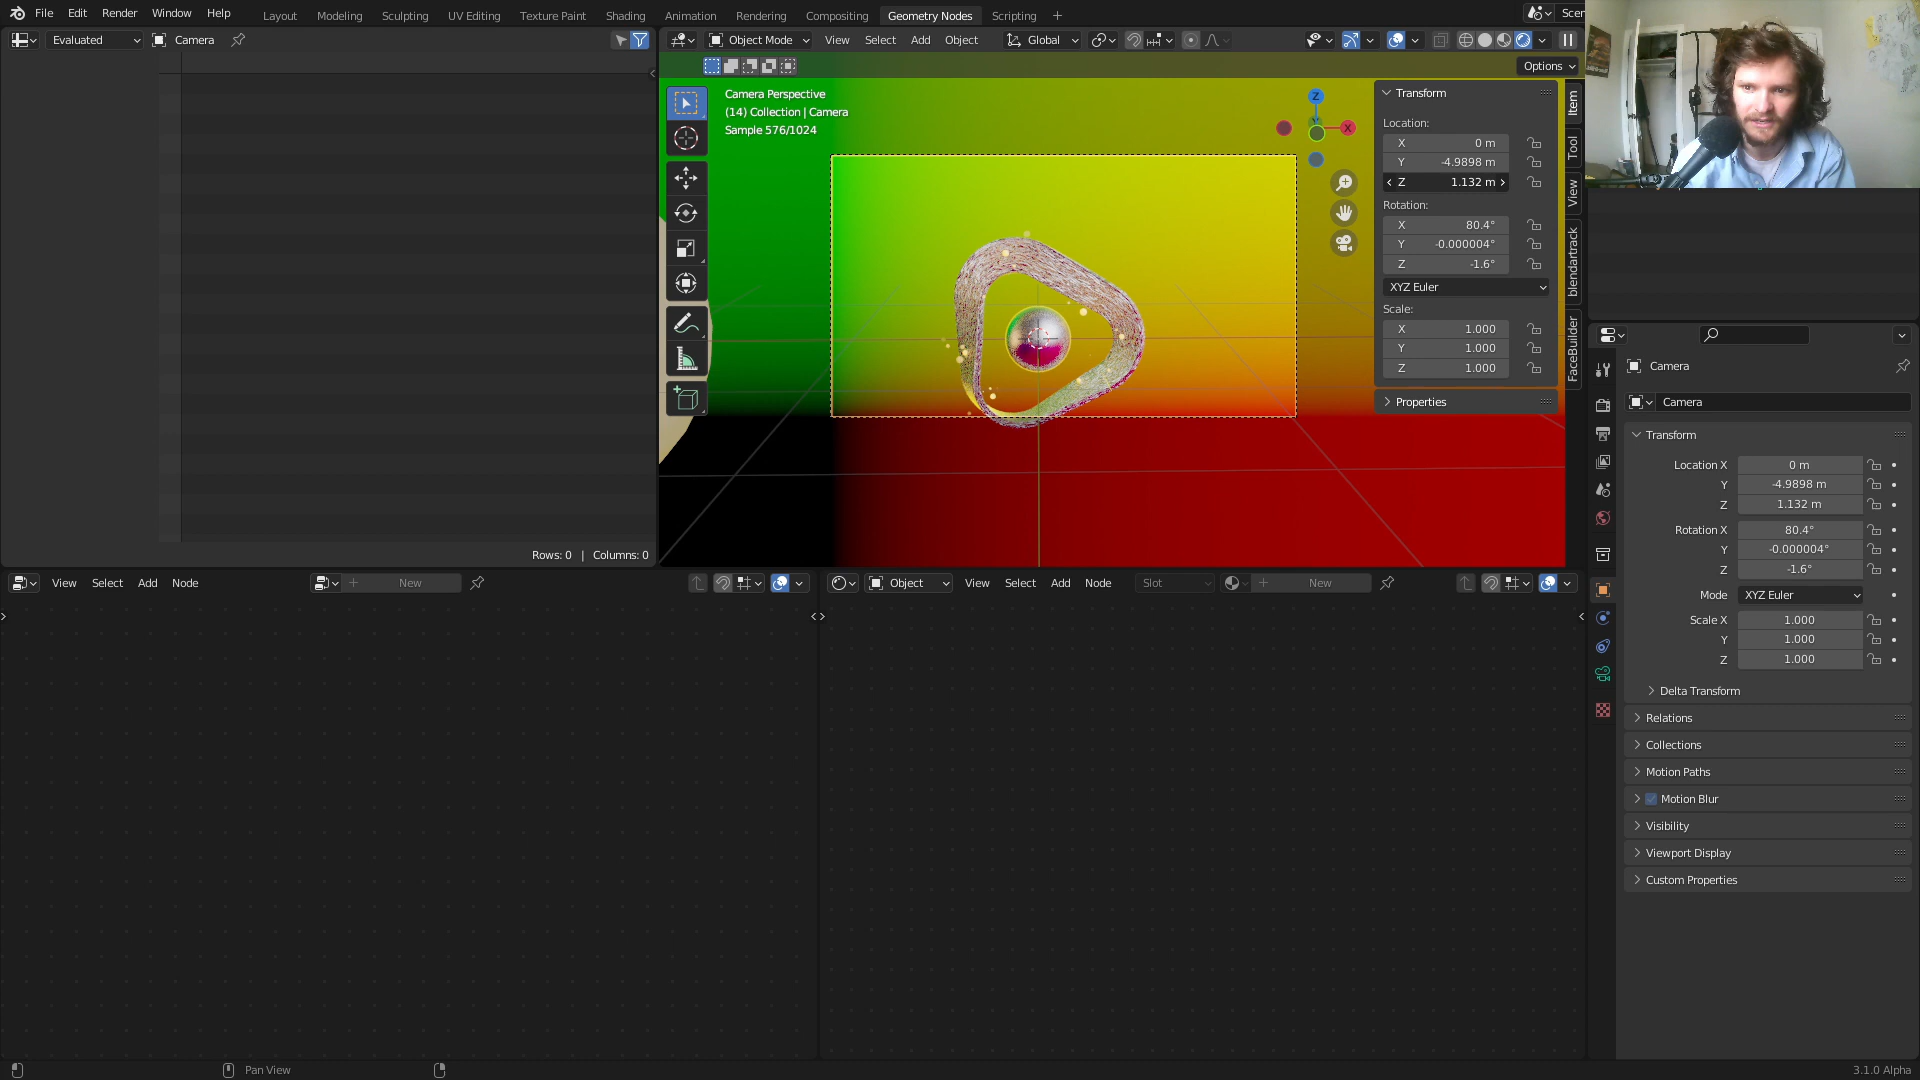 File Edit Render Window Help
Layout Modeling Sculpting UV Editing Texture Paint Shading Animation Rendering Compositing Geometry Nodes Scripting +
Scen
Evaluated Camera
Object Mode View Select Add Object Global
Options
Camera Perspective
(14) Collection | Camera
Sample 576/1024
Z
X
Transform
Location:
X 0 m
Y -4.9898 m
Z 1.132 m
Rotation:
X 80.4°
Y -0.000004°
Z -1.6°
XYZ Euler
Scale:
X 1.000
Y 1.000
Z 1.000
Properties
Item
Tool
View
blendartrack
FaceBuilder
Rows: 0 | Columns: 0
View Select Add Node New
Object View Select Add Node Slot New
Camera
Camera
Transform
Location X 0 m
Y -4.9898 m
Z 1.132 m
Rotation X 80.4°
Y -0.000004°
Z -1.6°
Mode XYZ Euler
Scale X 1.000
Y 1.000
Z 1.000
Delta Transform
Relations
Collections
Motion Paths
Motion Blur
Visibility
Viewport Display
Custom Properties
Pan View
3.1.0 Alpha